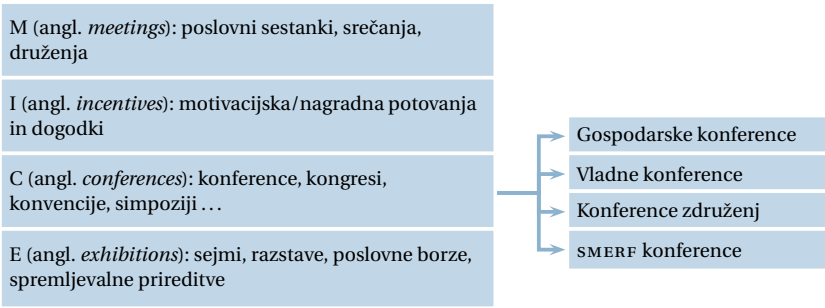 M (angl. meetings): poslovni sestanki, srečanja,
druženja
I (angl. incentives): motivacijska/nagradna potovanja
in dogodki
C (angl. conferences): konference, kongresi,
konvencije, simpoziji ...
E (angl. exhibitions): sejmi, razstave, poslovne borze,
spremljevalne prireditve
Gospodarske konference
Vladne konference
Konference združenj
SMERF konference